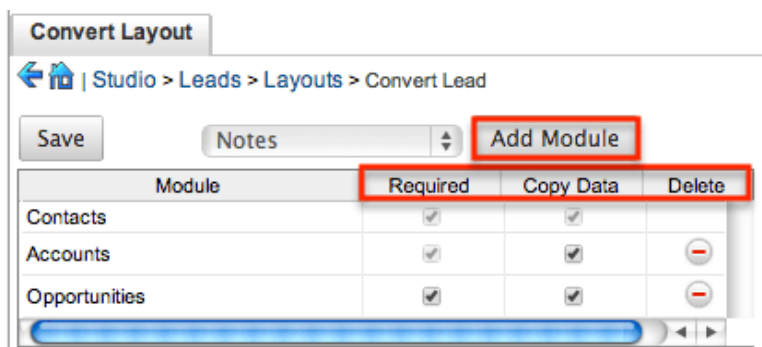 Convert Layout
| Studio > Leads > Layouts > Convert Lead
Save Notes Add Module
Module Required Copy Data Delete
Contacts
Accounts
Opportunities